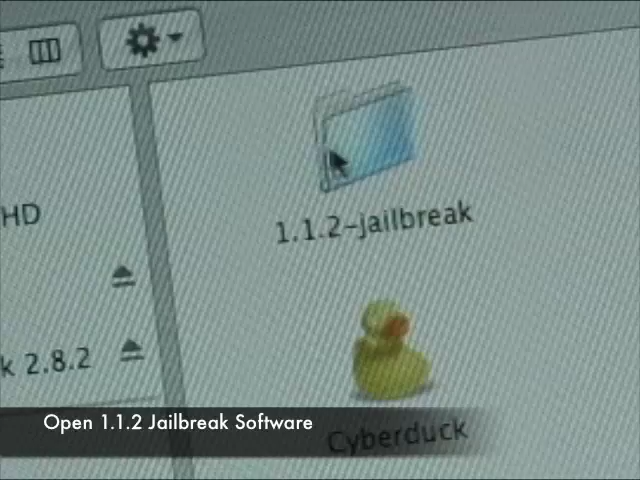 1.1.2-jailbreak
HD
k 2.8.2
Open 1.1.2 Jailbreak Software
Cyberduck